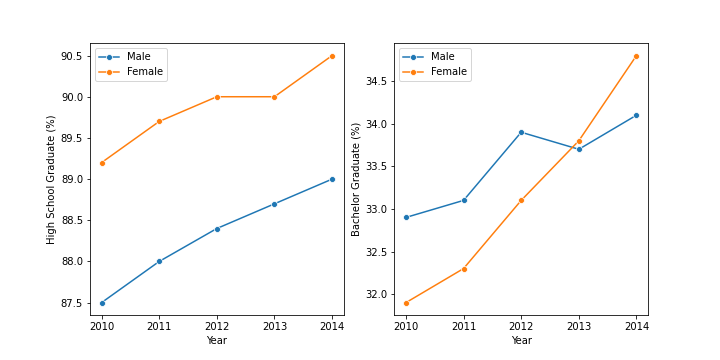 Male
Female
High School Graduate (%)
90.5
90.0
89.5
89.0
88.5
88.0
87.5
2010 2011 2012 2013 2014
Year
Male
Female
Bachelor Graduate (%)
34.5
34.0
33.5
33.0
32.5
32.0
2010 2011 2012 2013 2014
Year